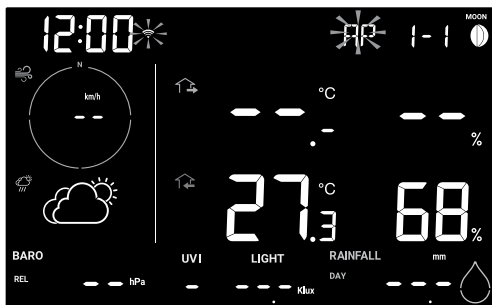 12:00 AP 1-1 MOON
N
km/h
--
°C
--.-
--
%
°C
27.3
68%
BARO UVI LIGHT RAINFALL mm
REL --- hPa - ---.- Klux DAY ---.-